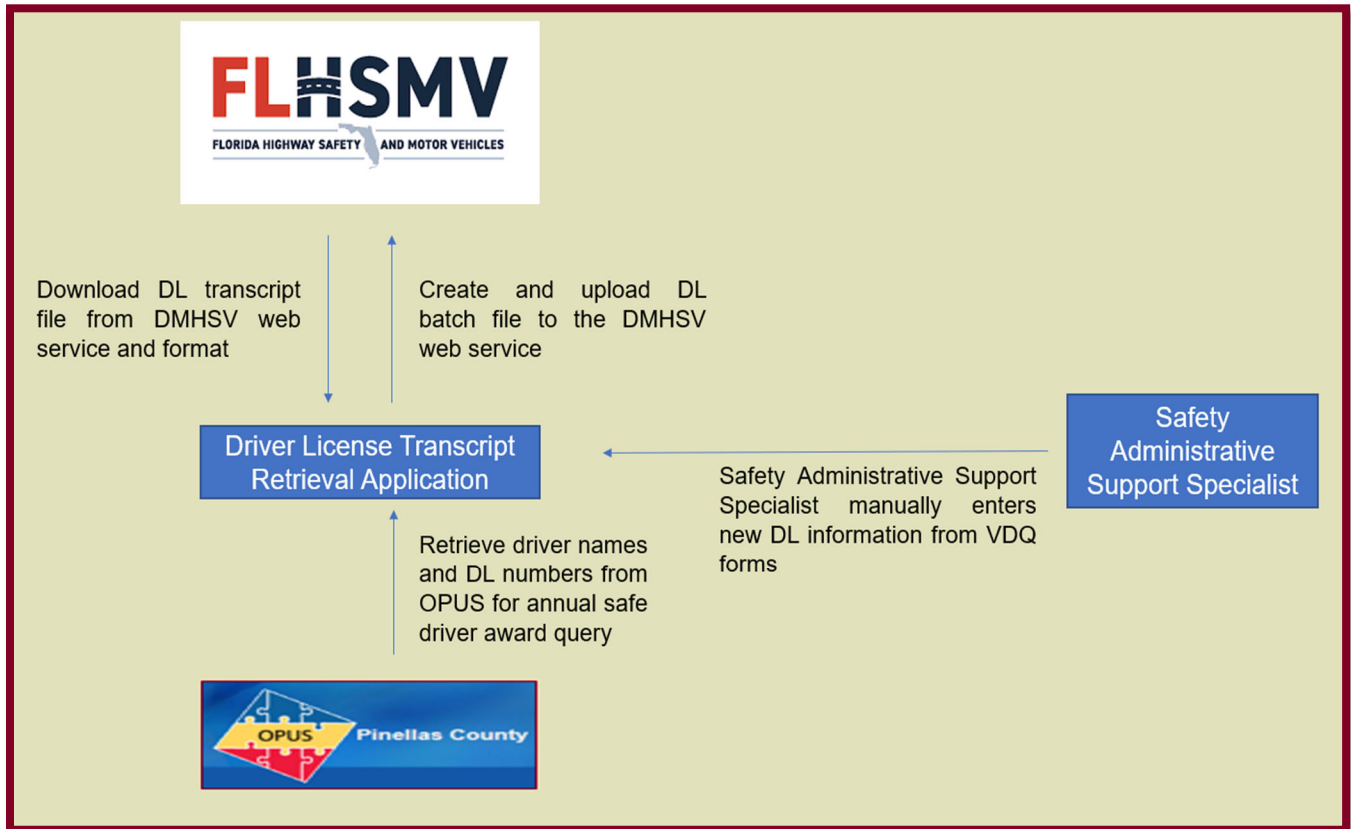 FLHSMV
FLORIDA HIGHWAY SAFETY AND MOTOR VEHICLES
Download DL transcript
file from DMHSV web
service and format
Create and upload DL
batch file to the DMHSV
web service
Driver License Transcript
Retrieval Application
Safety
Administrative
Support Specialist
Safety Administrative Support
Specialist manually enters
new DL information from VDQ
forms
Retrieve driver names
and DL numbers from
OPUS for annual safe
driver award query
OPUS Pinellas County